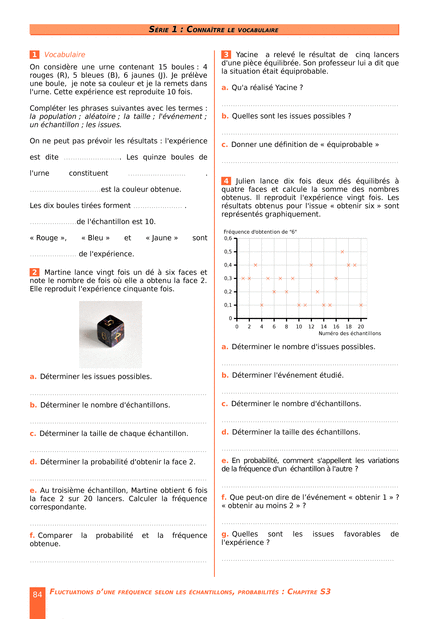 SÉRIE 1 : CONNAÎTRE LE VOCABULAIRE
1 Vocabulaire
On considère une urne contenant 15 boules : 4
rouges (R), 5 bleues (B), 6 jaunes (J). Je prélève
une boule, je note sa couleur et je la remets dans
l'urne. Cette expérience est reproduite 10 fois.
Compléter les phrases suivantes avec les termes :
la population ; aléatoire ; la taille ; l'événement ;
un échantillon ; les issues.
On ne peut pas prévoir les résultats : l'expérience
est dite ........................... Les quinze boules de
l'urne constituent ........................... .
................................ est la couleur obtenue.
Les dix boules tirées forment ...................... .
.....................de l'échantillon est 10.
« Rouge », « Bleu » et « Jaune » sont
...................... de l'expérience.
2 Martine lance vingt fois un dé à six faces et
note le nombre de fois où elle a obtenu la face 2.
Elle reproduit l'expérience cinquante fois.
a. Déterminer les issues possibles.
b. Déterminer le nombre d'échantillons.
c. Déterminer la taille de chaque échantillon.
d. Déterminer la probabilité d'obtenir la face 2.
e. Au troisième échantillon, Martine obtient 6 fois
la face 2 sur 20 lancers. Calculer la fréquence
correspondante.
f. Comparer la probabilité et la fréquence
obtenue.
3 Yacine a relevé le résultat de cinq lancers
d'une pièce équilibrée. Son professeur lui a dit que
la situation était équiprobable.
a. Qu'a réalisé Yacine ?
b. Quelles sont les issues possibles ?
c. Donner une définition de « équiprobable »
4 Julien lance dix fois deux dés équilibrés à
quatre faces et calcule la somme des nombres
obtenus. Il reproduit l'expérience vingt fois. Les
résultats obtenus pour l'issue « obtenir six » sont
représentés graphiquement.
Fréquence d'obtention de "6"
0,6
0,5
0,4
0,3
0,2
0,1
0
0 2 4 6 8 10 12 14 16 18 20
Numéro des échantillons
a. Déterminer le nombre d'issues possibles.
b. Déterminer l'événement étudié.
c. Déterminer le nombre d'échantillons.
d. Déterminer la taille des échantillons.
e. En probabilité, comment s'appellent les variations
de la fréquence d'un échantillon à l'autre ?
f. Que peut-on dire de l'événement « obtenir 1 » ?
« obtenir au moins 2 » ?
g. Quelles sont les issues favorables de
l'expérience ?
84 FLUCTUATIONS D'UNE FRÉQUENCE SELON LES ÉCHANTILLONS, PROBABILITÉS : CHAPITRE S3